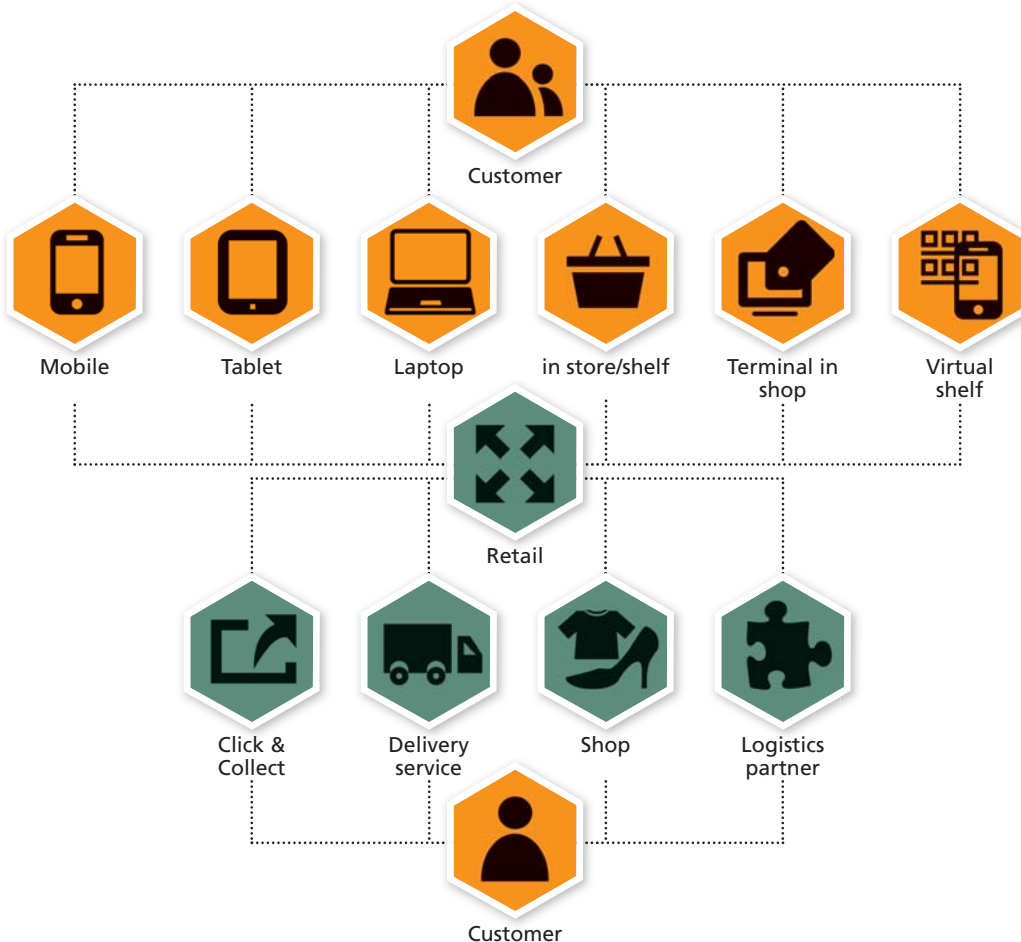 Customer
Mobile
Tablet
Laptop
in store/shelf
Terminal in
shop
Virtual
shelf
Retail
Click &
Collect
Delivery
service
Shop
Logistics
partner
Customer